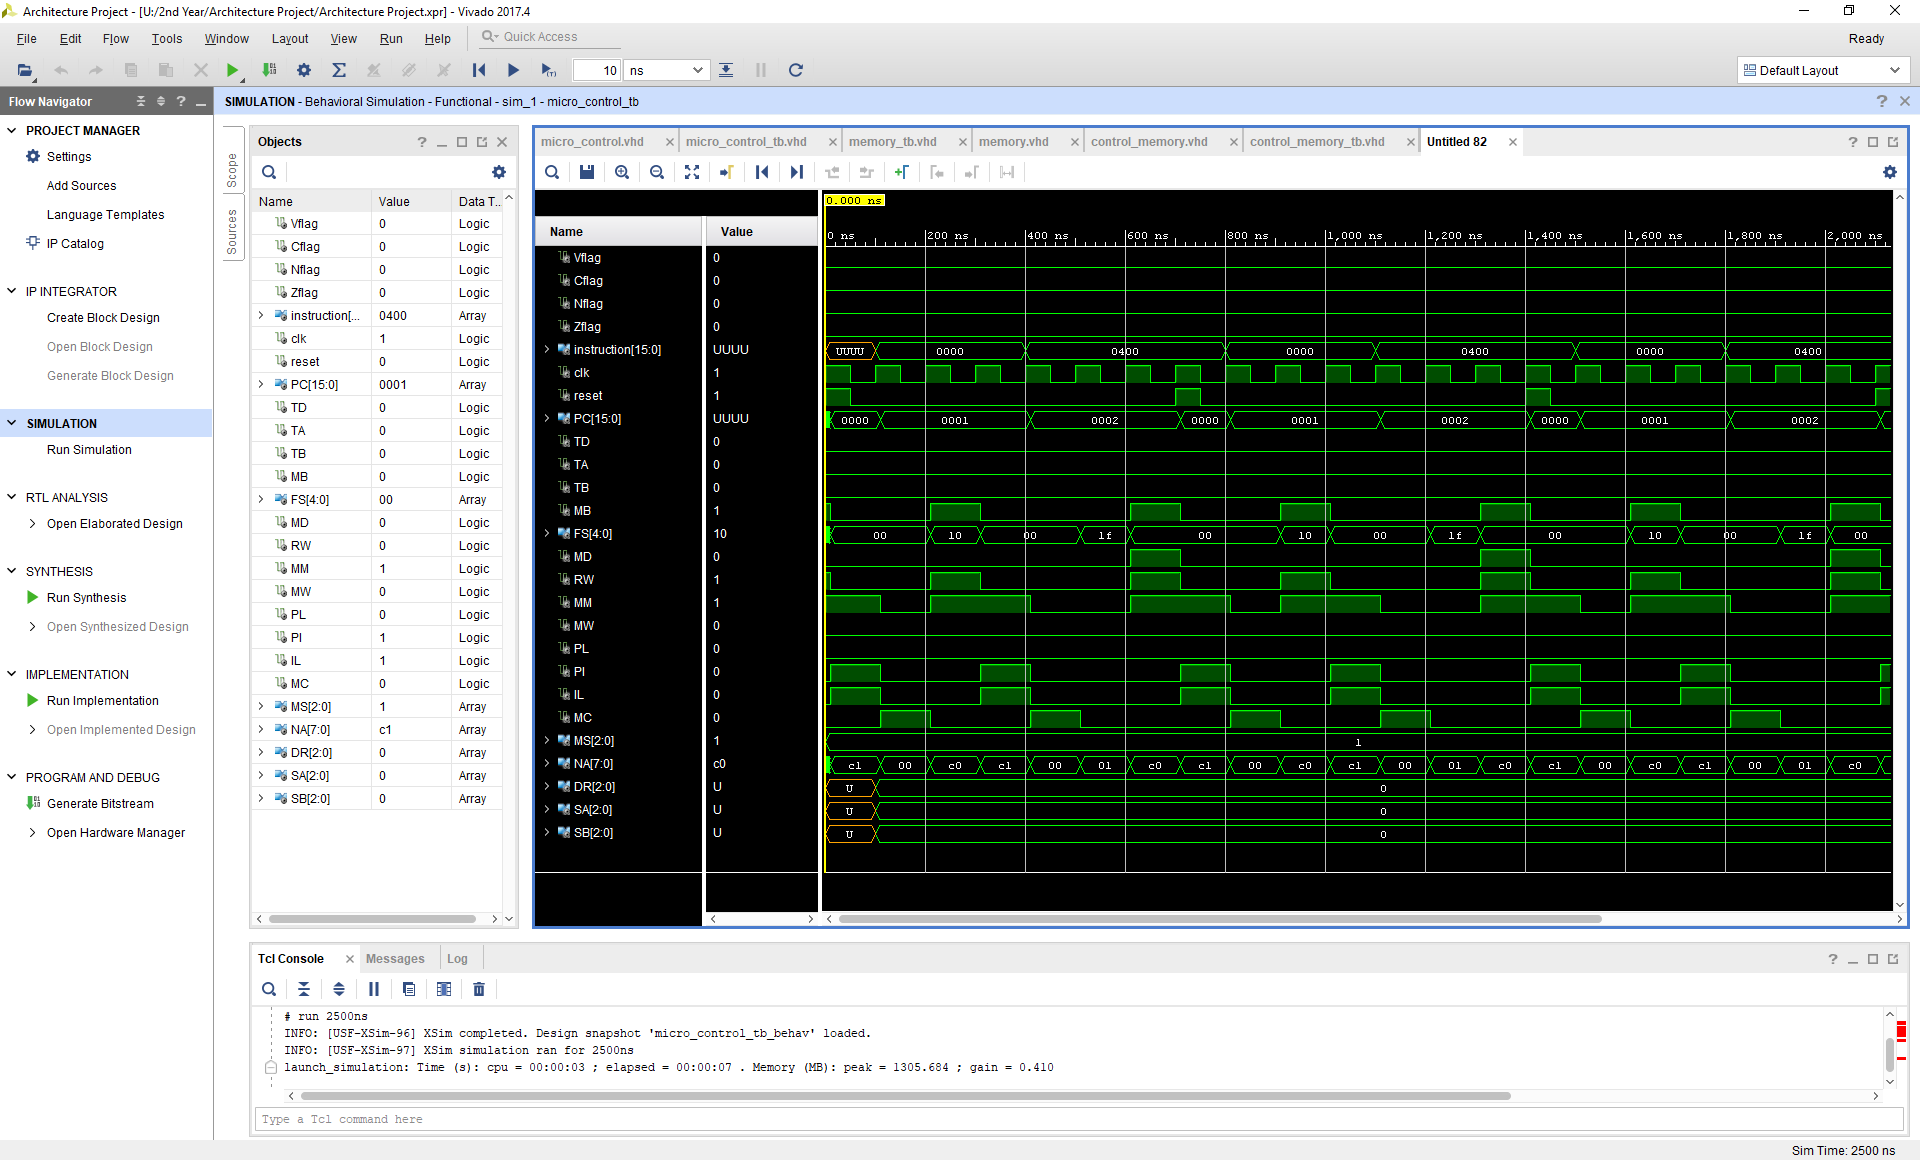 Architecture Project - [U:/2nd Year/Architecture Project/Architecture Project.xpr] - Vivado 2017.4
File Edit Flow Tools Window Layout View Run Help Quick Access Ready
10 ns Default Layout
Flow Navigator
PROJECT MANAGER
Settings
Add Sources
Language Templates
IP Catalog
IP INTEGRATOR
Create Block Design
Open Block Design
Generate Block Design
SIMULATION
Run Simulation
RTL ANALYSIS
Open Elaborated Design
SYNTHESIS
Run Synthesis
Open Synthesized Design
IMPLEMENTATION
Run Implementation
Open Implemented Design
PROGRAM AND DEBUG
Generate Bitstream
Open Hardware Manager
SIMULATION - Behavioral Simulation - Functional - sim_1 - micro_control_tb
Scope
Sources
Objects
Name Value Data T...
Vflag 0 Logic
Cflag 0 Logic
Nflag 0 Logic
Zflag 0 Logic
instruction[... 0400 Array
clk 1 Logic
reset 0 Logic
PC[15:0] 0001 Array
TD 0 Logic
TA 0 Logic
TB 0 Logic
MB 0 Logic
FS[4:0] 00 Array
MD 0 Logic
RW 0 Logic
MM 1 Logic
MW 0 Logic
PL 0 Logic
PI 1 Logic
IL 1 Logic
MC 0 Logic
MS[2:0] 1 Array
NA[7:0] c1 Array
DR[2:0] 0 Array
SA[2:0] 0 Array
SB[2:0] 0 Array
micro_control.vhd micro_control_tb.vhd memory_tb.vhd memory.vhd control_memory.vhd control_memory_tb.vhd Untitled 82
0.000 ns
Name Value 0 ns 200 ns 400 ns 600 ns 800 ns 1,000 ns 1,200 ns 1,400 ns 1,600 ns 1,800 ns 2,000 ns
Vflag 0
Cflag 0
Nflag 0
Zflag 0
instruction[15:0] UUUU UUUU 0000 0400 0000 0400 0000 0400
clk 1
reset 1
PC[15:0] UUUU 0000 0001 0002 0000 0001 0002 0000 0001 0002
TD 0
TA 0
TB 0
MB 1
FS[4:0] 10 00 10 00 1f 00 10 00 1f 00 10 00 1f 00
MD 0
RW 1
MM 1
MW 0
PL 0
PI 0
IL 0
MC 0
MS[2:0] 1 1
NA[7:0] c0 c1 00 c0 c1 00 01 c0 c1 00 c0 c1 00 01 c0 c1 00 c0 c1 00 01 c0
DR[2:0] U U 0
SA[2:0] U U 0
SB[2:0] U U 0
Tcl Console Messages Log
# run 2500ns
INFO: [USF-XSim-96] XSim completed. Design snapshot 'micro_control_tb_behav' loaded.
INFO: [USF-XSim-97] XSim simulation ran for 2500ns
launch_simulation: Time (s): cpu = 00:00:03 ; elapsed = 00:00:07 . Memory (MB): peak = 1305.684 ; gain = 0.410
Type a Tcl command here
Sim Time: 2500 ns